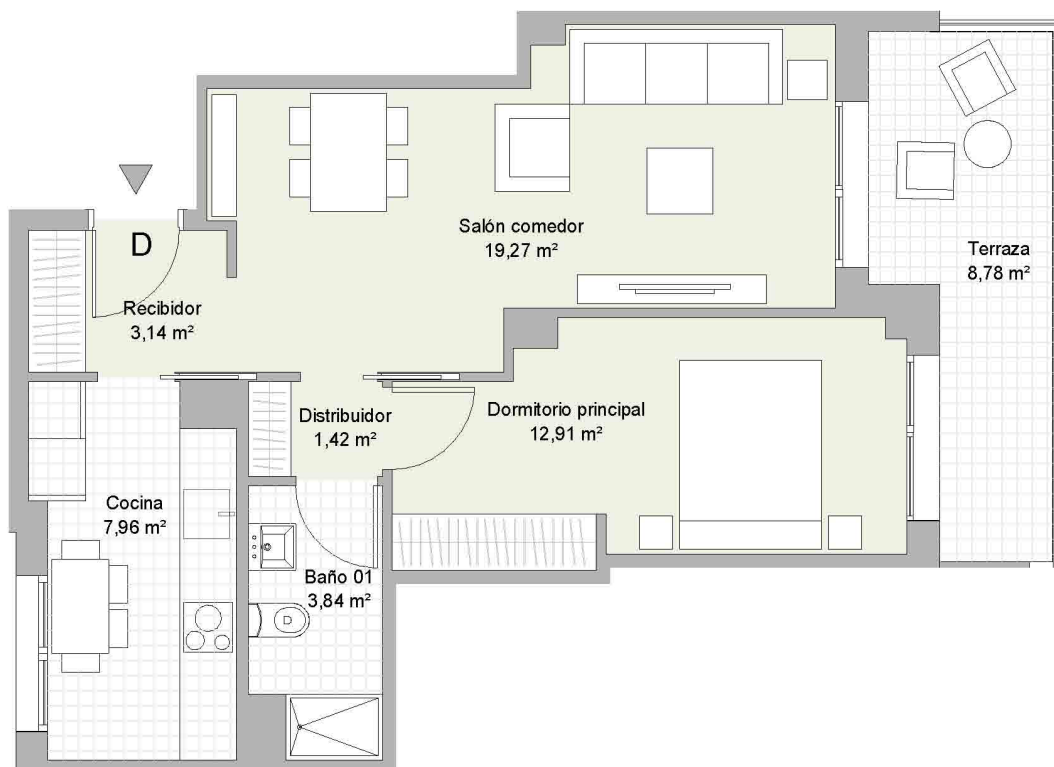 Salón comedor
19,27 m²
Terraza
8,78 m²
D
Recibidor
3,14 m²
Distribuidor
1,42 m²
Dormitorio principal
12,91 m²
Cocina
7,96 m²
Baño 01
3,84 m²